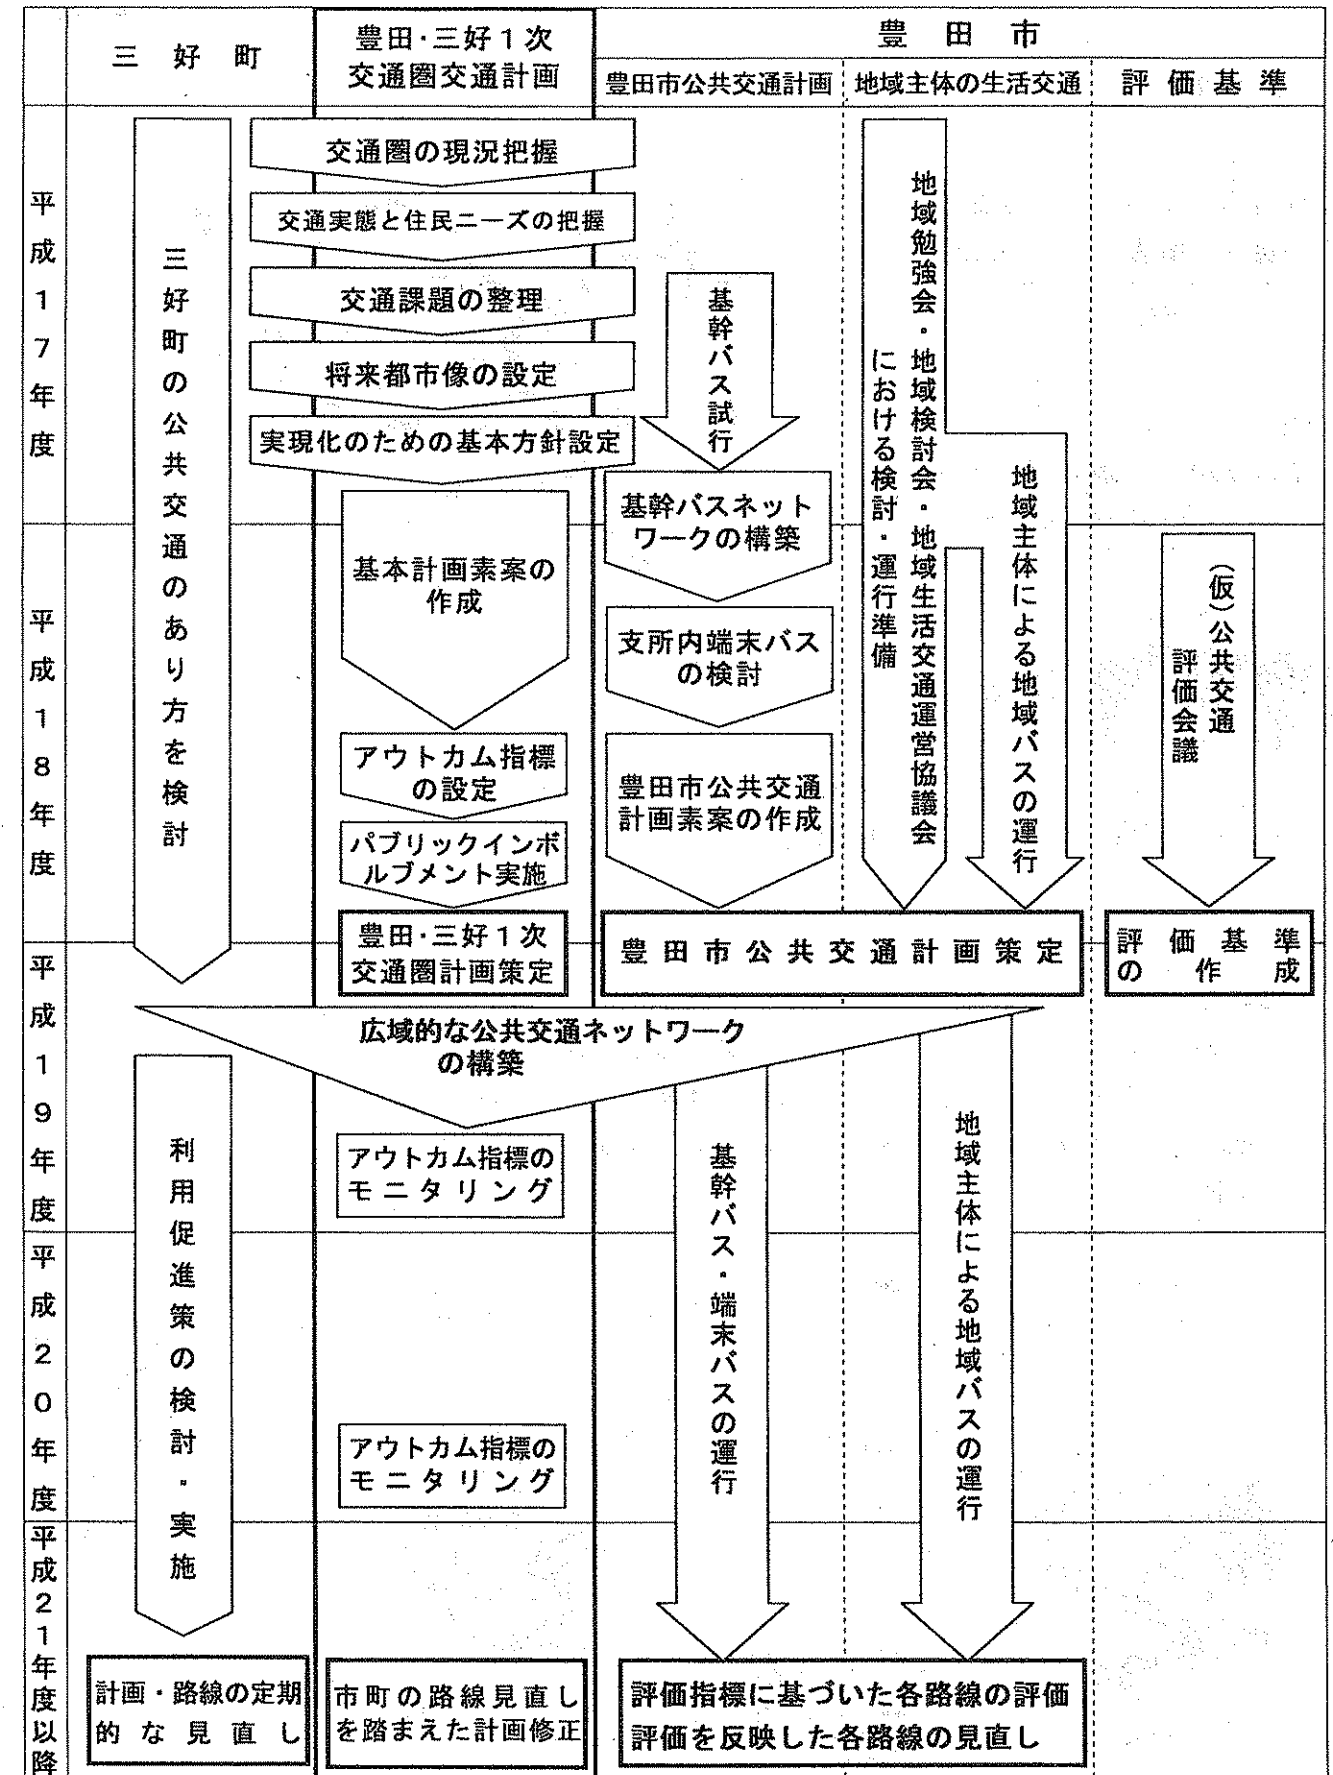 三好町
豊田・三好1次
交通圏交通計画
豊田市
豊田市公共交通計画
地域主体の生活交通
評価基準
平成17年度
平成18年度
平成19年度
平成20年度
平成21年度以降
三好町の公共交通のあり方を検討
交通圏の現況把握
交通実態と住民ニーズの把握
交通課題の整理
将来都市像の設定
実現化のための基本方針設定
基本計画素案の
作成
アウトカム指標
の設定
パブリックインボ
ルブメント実施
豊田・三好1次
交通圏計画策定
基幹バス試行
基幹バスネット
ワークの構築
支所内端末バス
の検討
豊田市公共交通
計画素案の作成
地域勉強会・地域検討会・地域生活交通運営協議会
における検討・運行準備
地域主体による地域バスの運行
豊田市公共交通計画策定
(仮)公共交通
評価会議
評価基準
の作成
広域的な公共交通ネットワーク
の構築
利用促進策の検討・実施
アウトカム指標の
モニタリング
アウトカム指標の
モニタリング
基幹バス・端末バスの運行
地域主体による地域バスの運行
計画・路線の定期
的な見直し
市町の路線見直し
を踏まえた計画修正
評価指標に基づいた各路線の評価
評価を反映した各路線の見直し